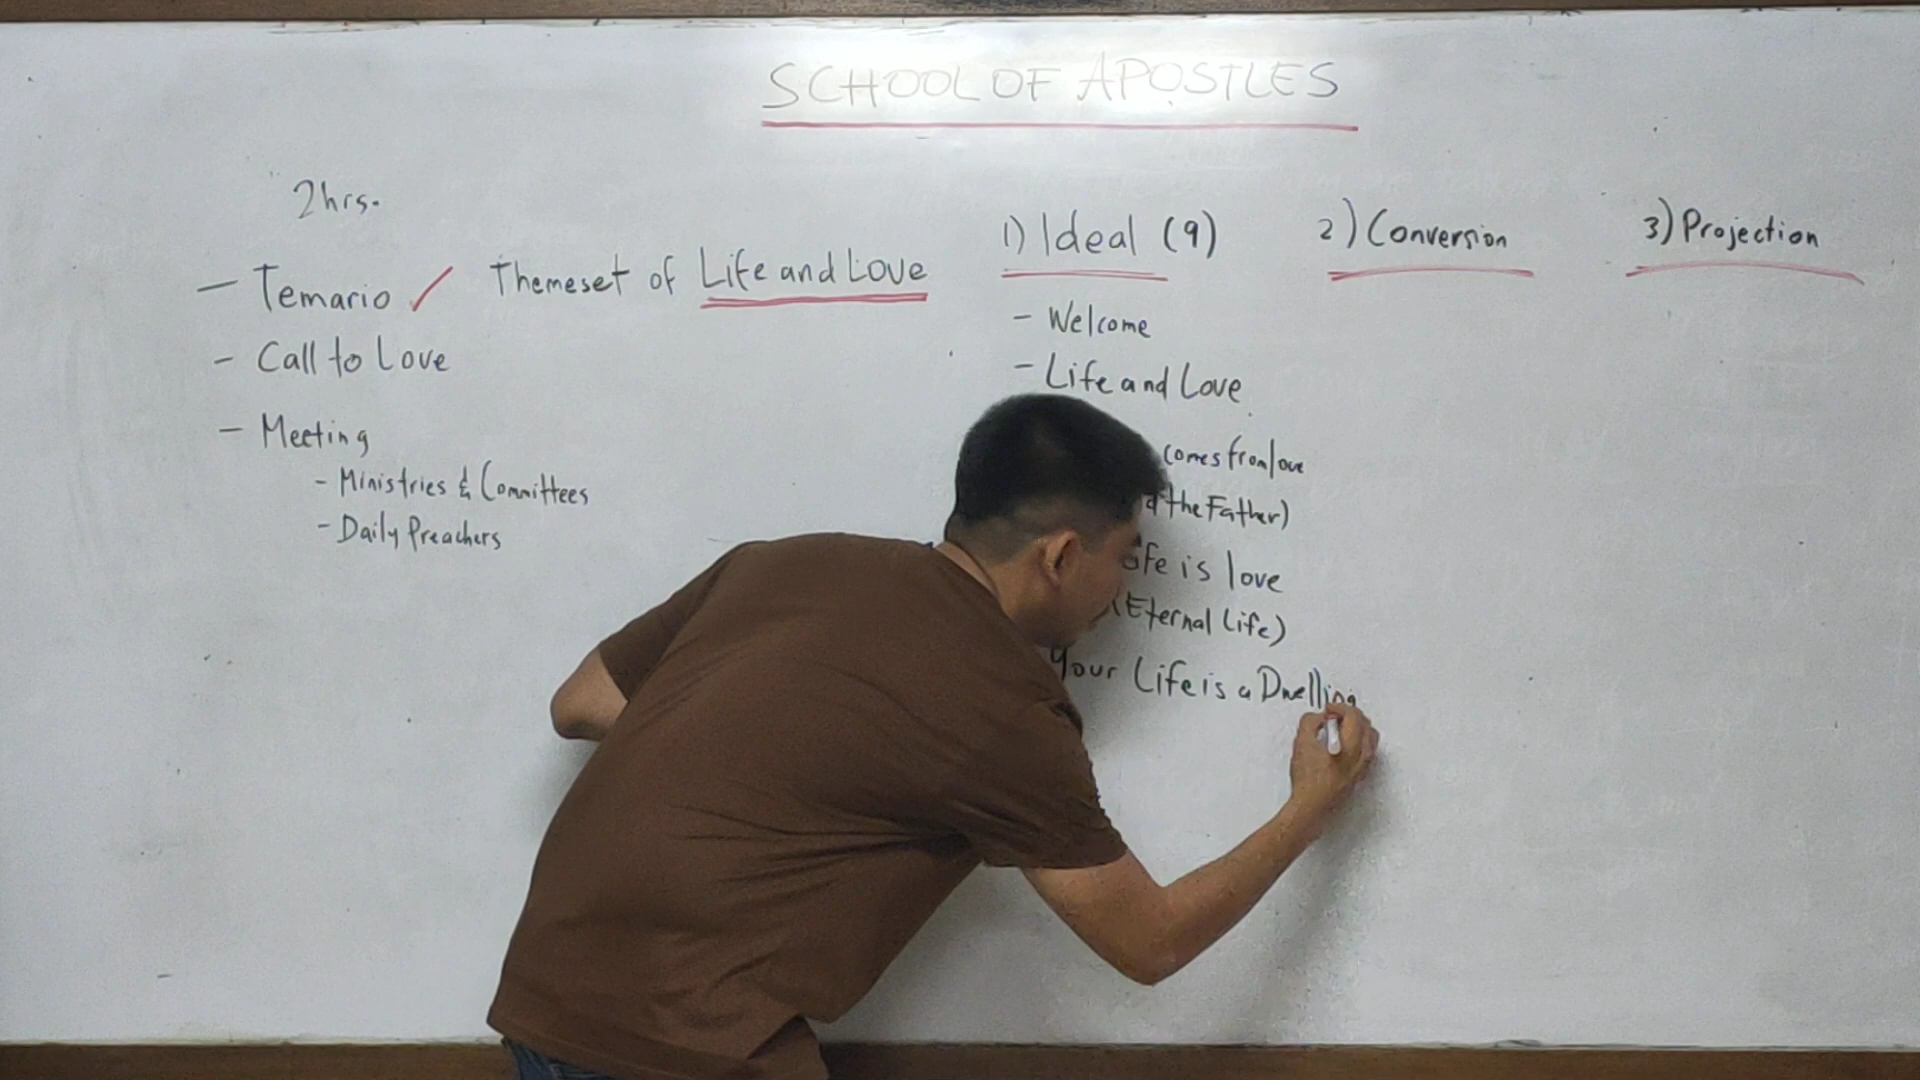 SCHOOL OF APOSTLES
2hrs.
- Temario ✓ Themeset of Life and Love
- Call to Love
- Meeting
- Ministries & Committees
- Daily Preachers
1) Ideal (9)
- Welcome
- Life and Love
comes from love
the Father)
is love
(Eternal Life)
Your Life is a Dwelling
2) Conversion
3) Projection